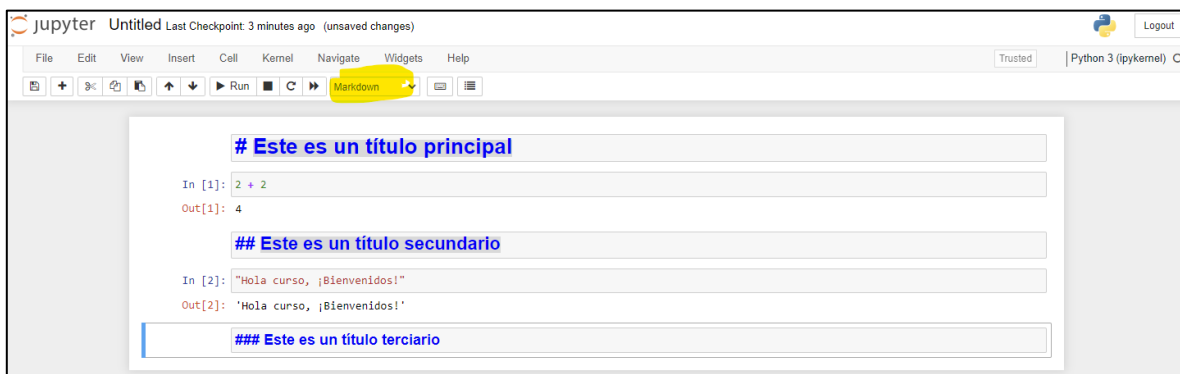 jupyter Untitled Last Checkpoint: 3 minutes ago (unsaved changes) Logout
File Edit View Insert Cell Kernel Navigate Widgets Help Trusted Python 3 (ipykernel)
Run Markdown
# Este es un título principal
In [1]: 2 + 2
Out[1]: 4
## Este es un título secundario
In [2]: "Hola curso, ¡Bienvenidos!"
Out[2]: 'Hola curso, ¡Bienvenidos!'
### Este es un título terciario